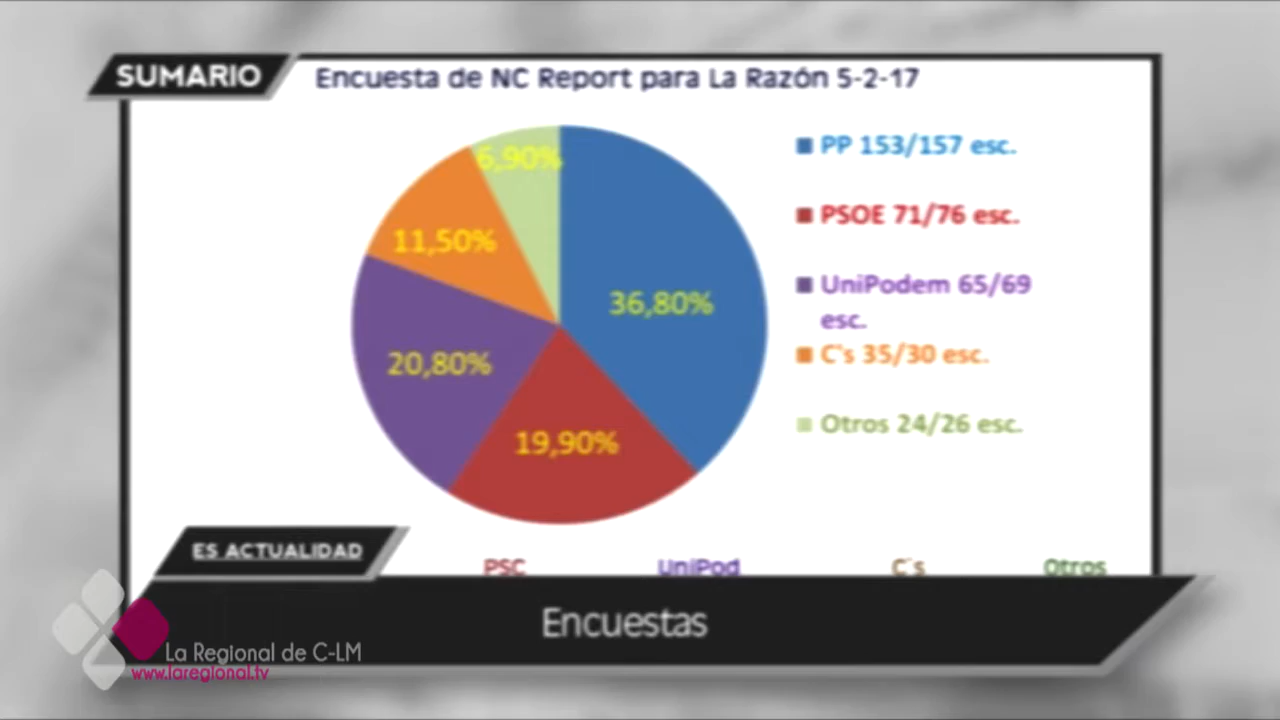 SUMARIO
Encuesta de NC Report para La Razón 5-2-17
6,90%
PP 153/157 esc.
11,50%
PSOE 71/76 esc.
36,80%
UniPodem 65/69
esc.
20,80%
C's 35/30 esc.
19,90%
Otros 24/26 esc.
ES ACTUALIDAD
PSC UniPod C´s Otros
Encuestas
La Regional de C-LM
www.laregional.tv